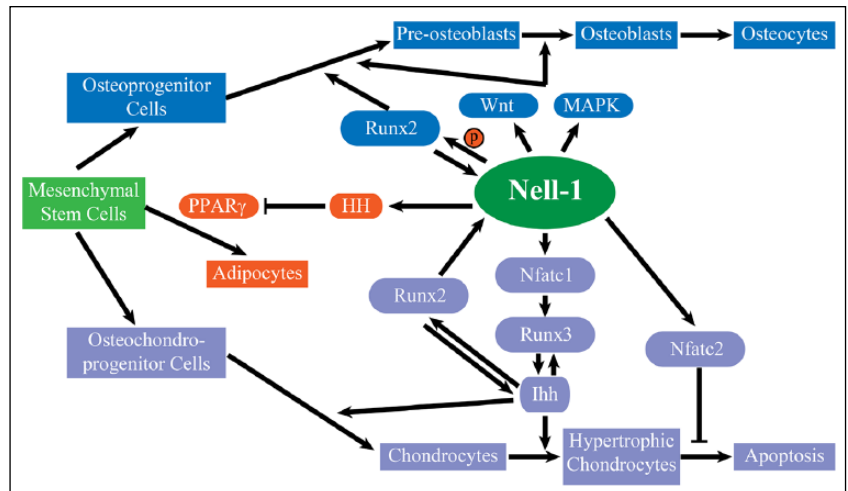 Pre-osteoblasts
Osteoblasts
Osteocytes
Osteoprogenitor
Cells
Wnt
MAPK
Runx2
P
Nell-1
Mesenchymal
Stem Cells
PPARγ
HH
Adipocytes
Nfatc1
Runx2
Runx3
Nfatc2
Osteochondro-
progenitor Cells
Ihh
Chondrocytes
Hypertrophic
Chondrocytes
Apoptosis